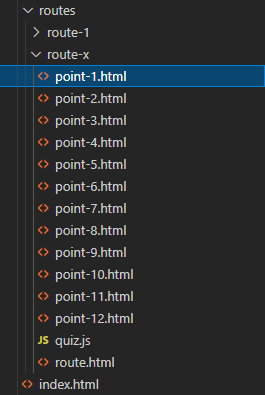 routes
route-1
route-x
point-1.html
point-2.html
point-3.html
point-4.html
point-5.html
point-6.html
point-7.html
point-8.html
point-9.html
point-10.html
point-11.html
point-12.html
JS quiz.js
route.html
index.html